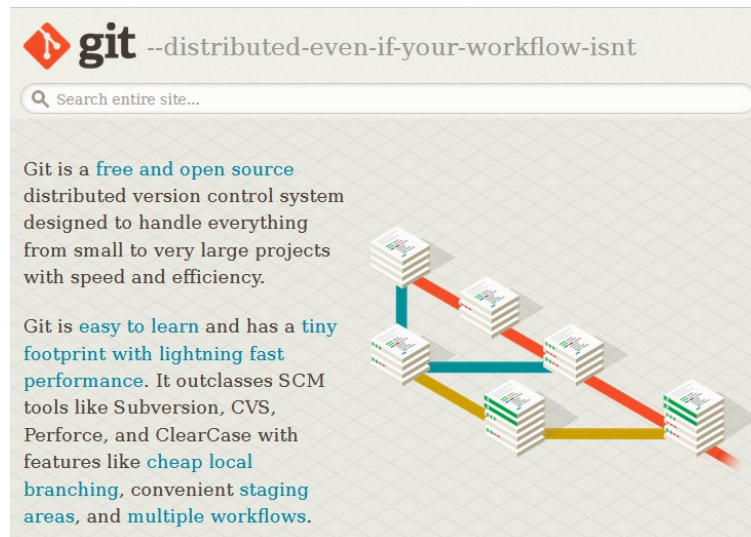 git --distributed-even-if-your-workflow-isnt
Search entire site...
Git is a free and open source
distributed version control system
designed to handle everything
from small to very large projects
with speed and efficiency.
Git is easy to learn and has a tiny
footprint with lightning fast
performance. It outclasses SCM
tools like Subversion, CVS,
Perforce, and ClearCase with
features like cheap local
branching, convenient staging
areas, and multiple workflows.